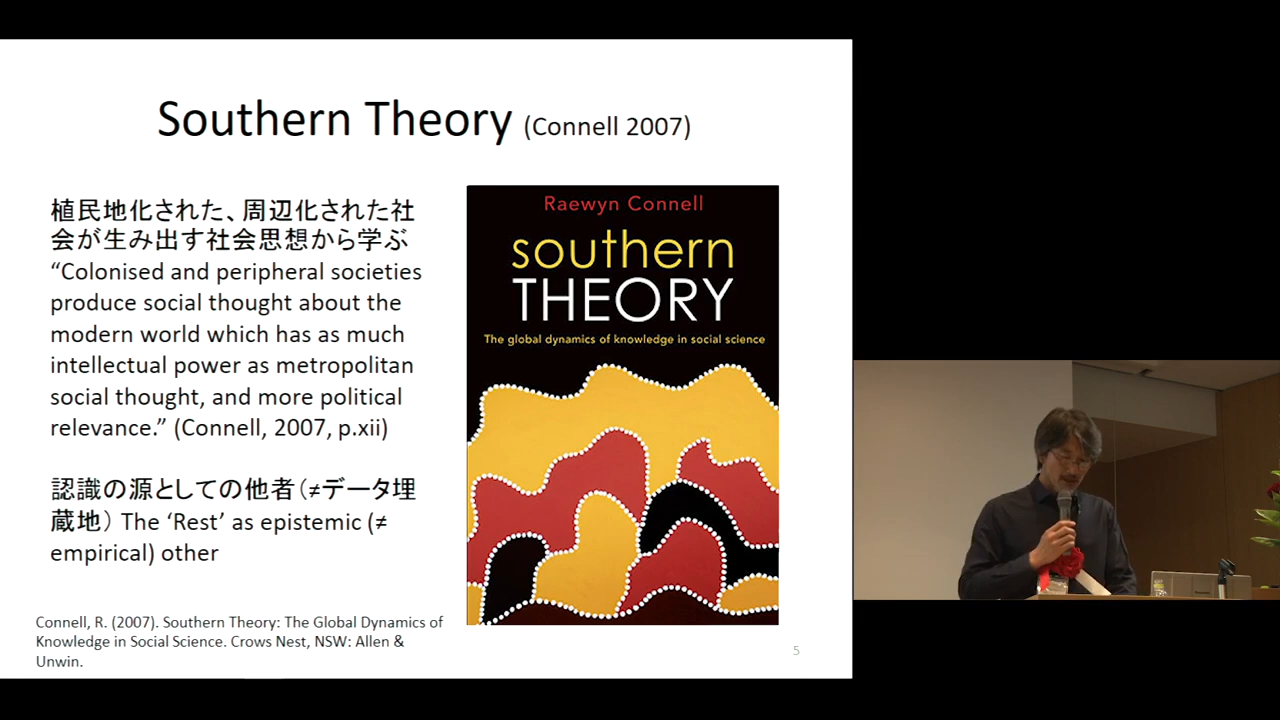 Southern Theory (Connell 2007)
植民地化された、周辺化された社
会が生み出す社会思想から学ぶ
“Colonised and peripheral societies
produce social thought about the
modern world which has as much
intellectual power as metropolitan
social thought, and more political
relevance.” (Connell, 2007, p.xii)
認識の源としての他者（≠データ埋
蔵地） The ‘Rest’ as epistemic (≠
empirical) other
Connell, R. (2007). Southern Theory: The Global Dynamics of
Knowledge in Social Science. Crows Nest, NSW: Allen &
Unwin.
Raewyn Connell
southern
THEORY
The global dynamics of knowledge in social science
5